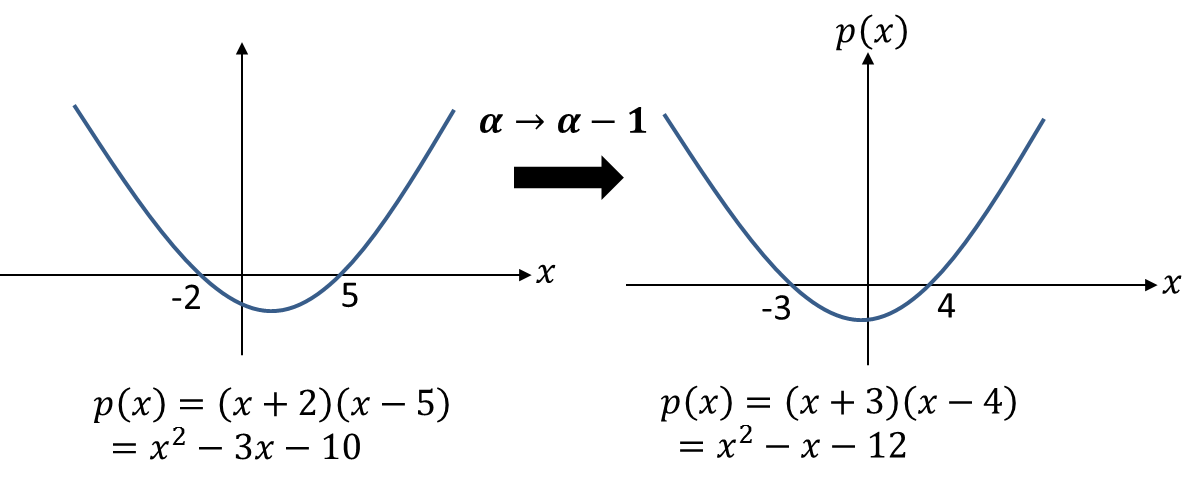 p(x)
α → α − 1
x
-2
5
x
-3
4
p(x) = (x + 2)(x − 5)
= x² − 3x − 10
p(x) = (x + 3)(x − 4)
= x² − x − 12